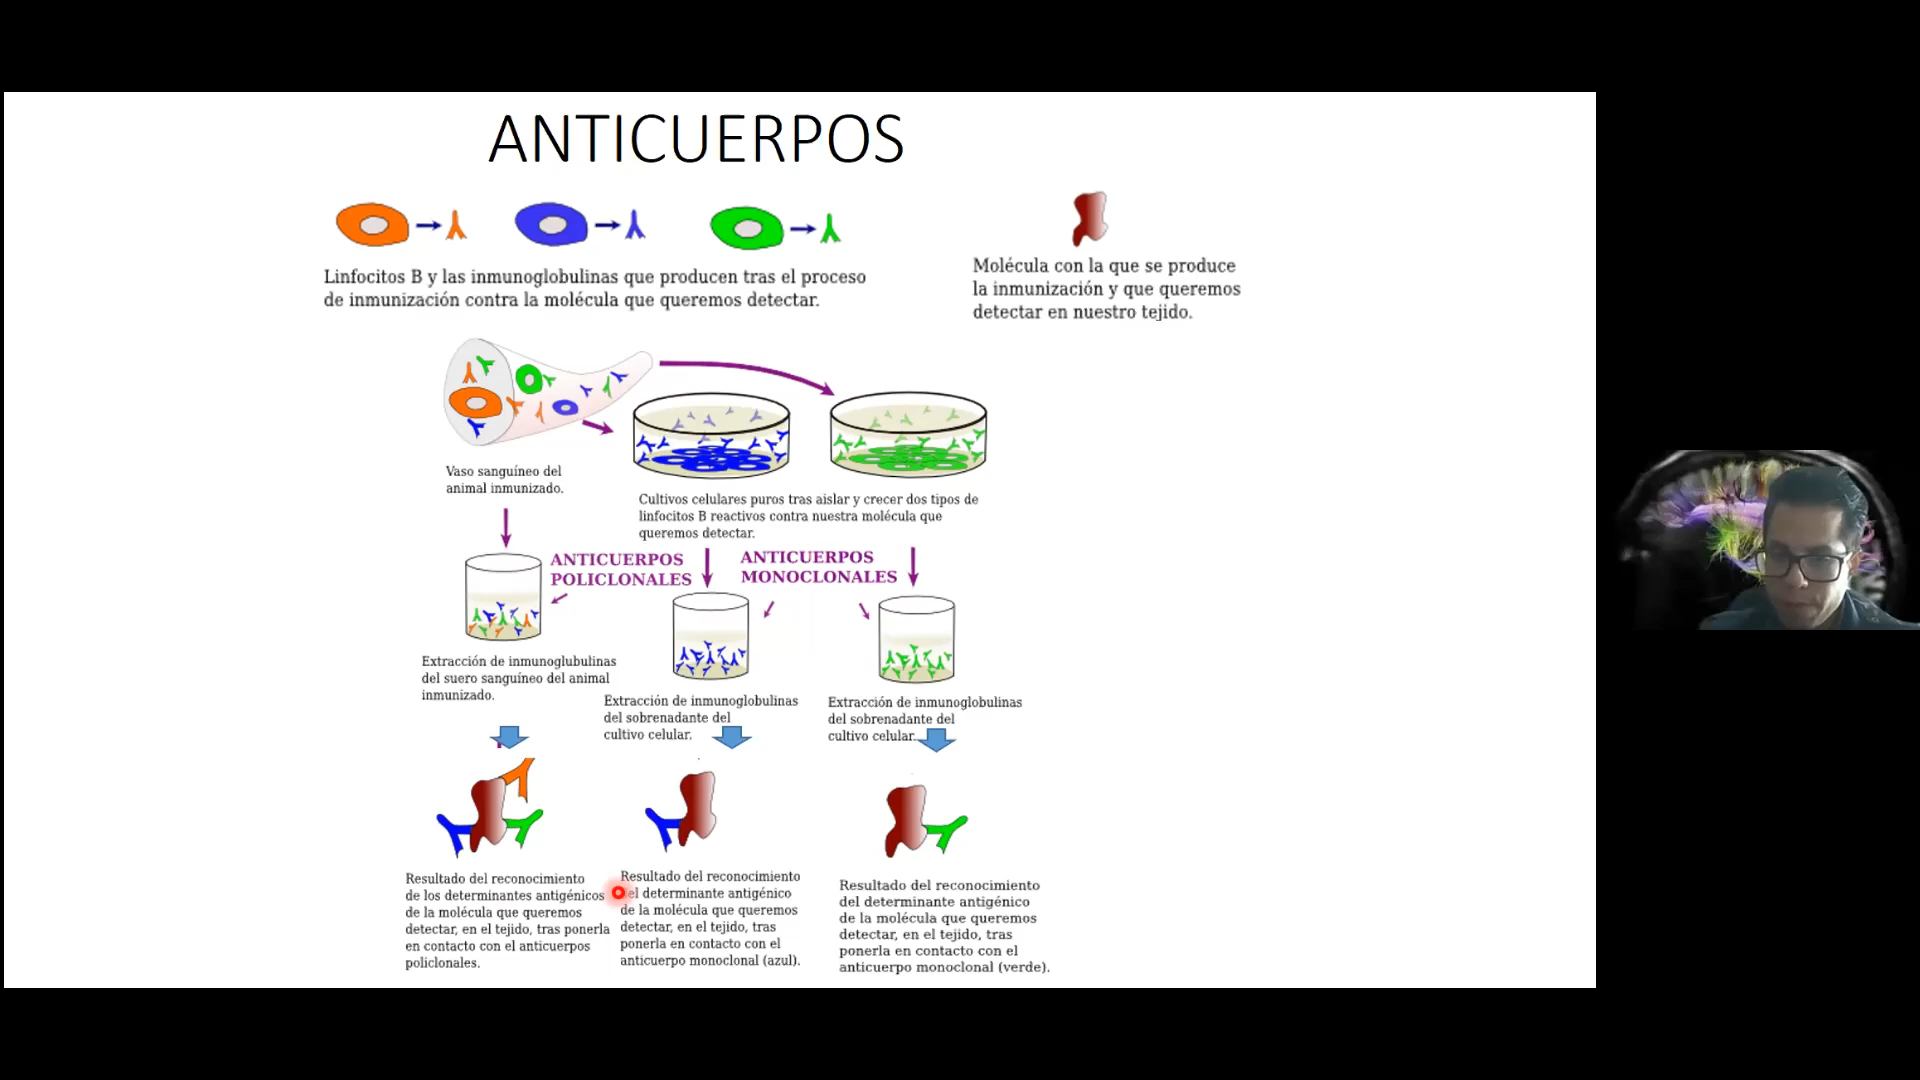 ANTICUERPOS
Linfocitos B y las inmunoglobulinas que producen tras el proceso
de inmunización contra la molécula que queremos detectar.
Molécula con la que se produce
la inmunización y que queremos
detectar en nuestro tejido.
Vaso sanguíneo del
animal inmunizado.
Cultivos celulares puros tras aislar y crecer dos tipos de
linfocitos B reactivos contra nuestra molécula que
queremos detectar.
ANTICUERPOS
POLICLONALES
ANTICUERPOS
MONOCLONALES
Extracción de inmunoglubulinas
del suero sanguíneo del animal
inmunizado.
Extracción de inmunoglobulinas
del sobrenadante del
cultivo celular.
Extracción de inmunoglobulinas
del sobrenadante del
cultivo celular.
Resultado del reconocimiento
de los determinantes antigénicos
de la molécula que queremos
detectar, en el tejido, tras ponerla
en contacto con el anticuerpos
policlonales.
Resultado del reconocimiento
del determinante antigénico
de la molécula que queremos
detectar, en el tejido, tras
ponerla en contacto con el
anticuerpo monoclonal (azul).
Resultado del reconocimiento
del determinante antigénico
de la molécula que queremos
detectar, en el tejido, tras
ponerla en contacto con el
anticuerpo monoclonal (verde).